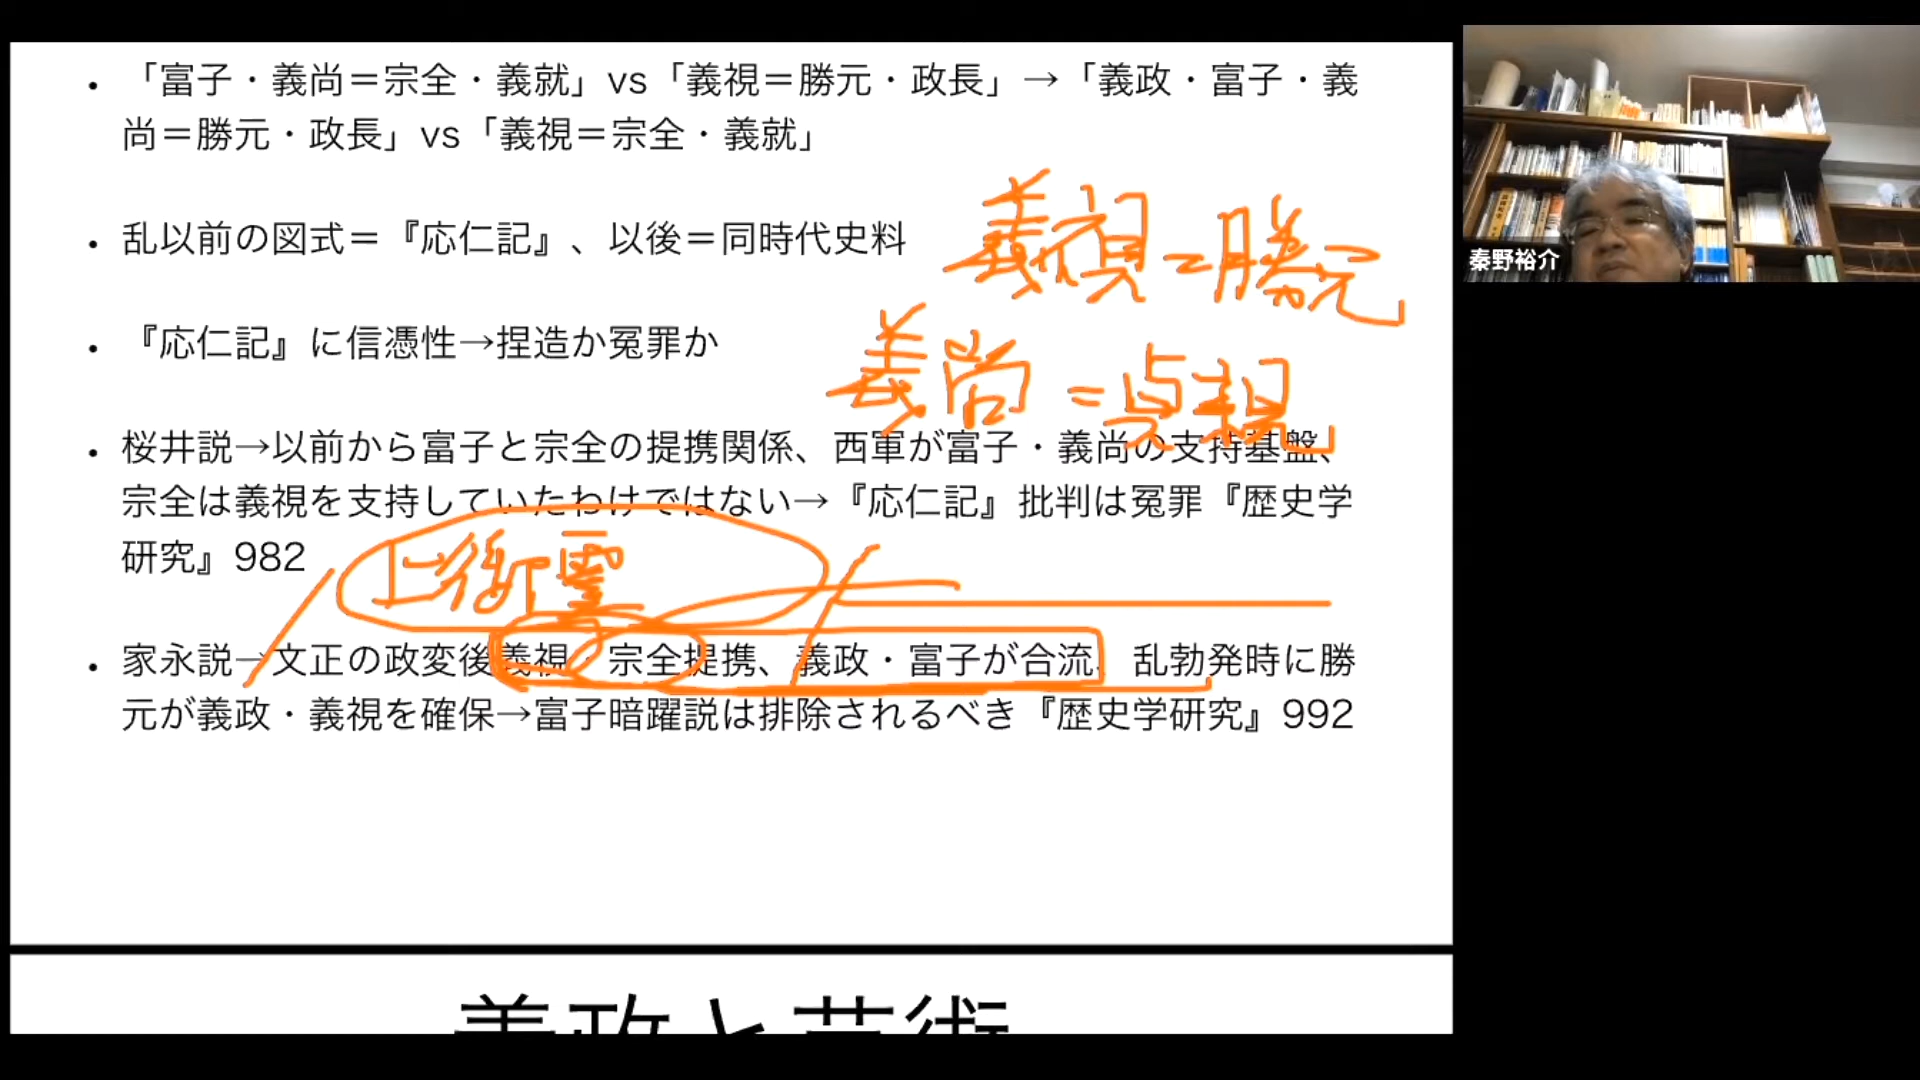 ・「富子・義尚＝宗全・義就」vs「義視＝勝元・政長」→「義政・富子・義
尚＝勝元・政長」vs「義視＝宗全・義就」
・乱以前の図式＝『応仁記』、以後＝同時代史料
義視＝勝元
・『応仁記』に信憑性→捏造か冤罪か
義尚＝
・桜井説→以前から富子と宗全の提携関係、西軍が富子・義尚の支持基盤、
宗全は義視を支持していたわけではない→『応仁記』批判は冤罪『歴史学
研究』982
・家永説→文正の政変後義視・宗全提携、義政・富子が合流、乱勃発時に勝
元が義政・義視を確保→富子暗躍説は排除されるべき『歴史学研究』992
義政と芸術
秦野裕介